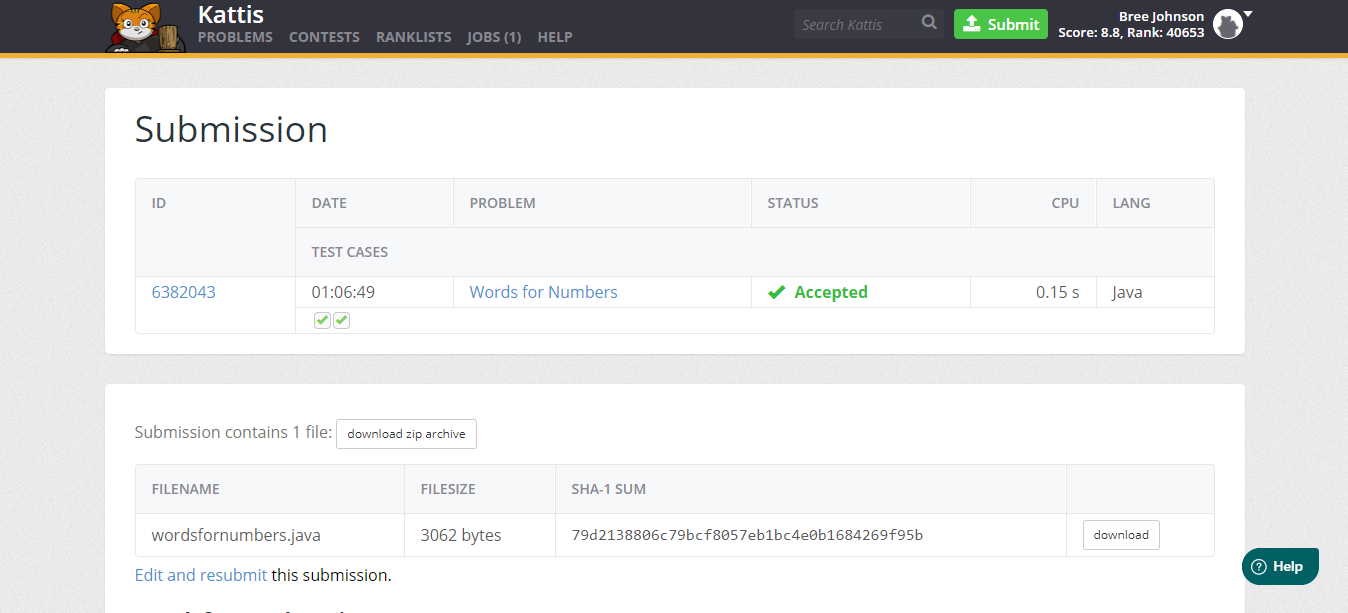 Kattis
PROBLEMS CONTESTS RANKLISTS JOBS (1) HELP
Search Kattis
Submit
Bree Johnson
Score: 8.8, Rank: 40653
Submission
ID DATE PROBLEM STATUS CPU LANG
TEST CASES
6382043 01:06:49 Words for Numbers Accepted 0.15 s Java
Submission contains 1 file: download zip archive
FILENAME FILESIZE SHA-1 SUM
wordsfornumbers.java 3062 bytes 79d2138806c79bcf8057eb1bc4e0b1684269f95b download
Edit and resubmit this submission.
Help